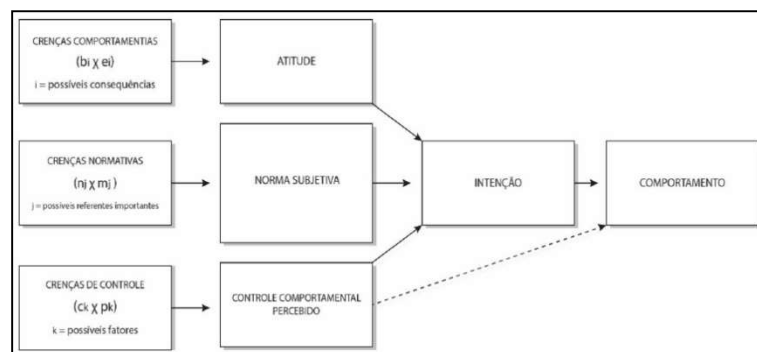 CRENÇAS COMPORTAMENTIAS
(bi χ ei)
i = possíveis consequências
ATITUDE
CRENÇAS NORMATIVAS
(nj χ mj )
j = possíveis referentes importantes
NORMA SUBJETIVA
INTENÇÃO
COMPORTAMENTO
CRENÇAS DE CONTROLE
(ck χ pk)
k = possíveis fatores
CONTROLE COMPORTAMENTAL
PERCEBIDO